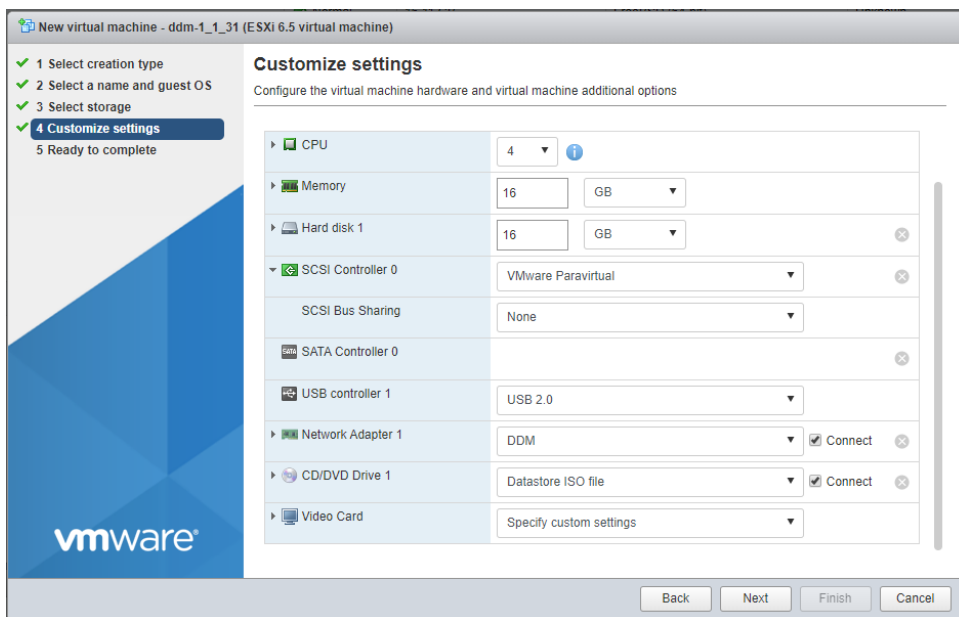 New virtual machine - ddm-1_1_31 (ESXi 6.5 virtual machine)
1 Select creation type
2 Select a name and guest OS
3 Select storage
4 Customize settings
5 Ready to complete
Customize settings
Configure the virtual machine hardware and virtual machine additional options
CPU 4
Memory 16 GB
Hard disk 1 16 GB
SCSI Controller 0 VMware Paravirtual
SCSI Bus Sharing None
SATA SATA Controller 0
USB controller 1 USB 2.0
Network Adapter 1 DDM Connect
CD/DVD Drive 1 Datastore ISO file Connect
Video Card Specify custom settings
vmware®
Back Next Finish Cancel